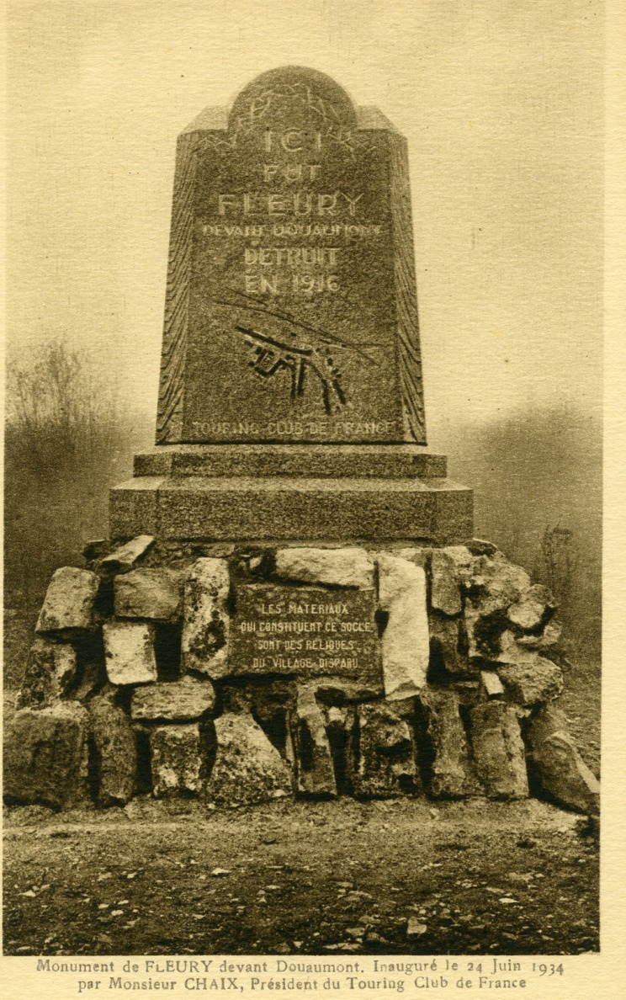 ICI
FUT
FLEURY
DEVANT DOUAUMONT
DETRUIT
EN 1916
TOURING CLUB DE FRANCE
LES MATERIAUX
QUI CONSTITUENT CE SOCLE
SONT DES RELIQUES
DU VILLAGE DISPARU
Monument de FLEURY devant Douaumont. Inauguré le 24 Juin 1934
par Monsieur CHAIX, Président du Touring Club de France